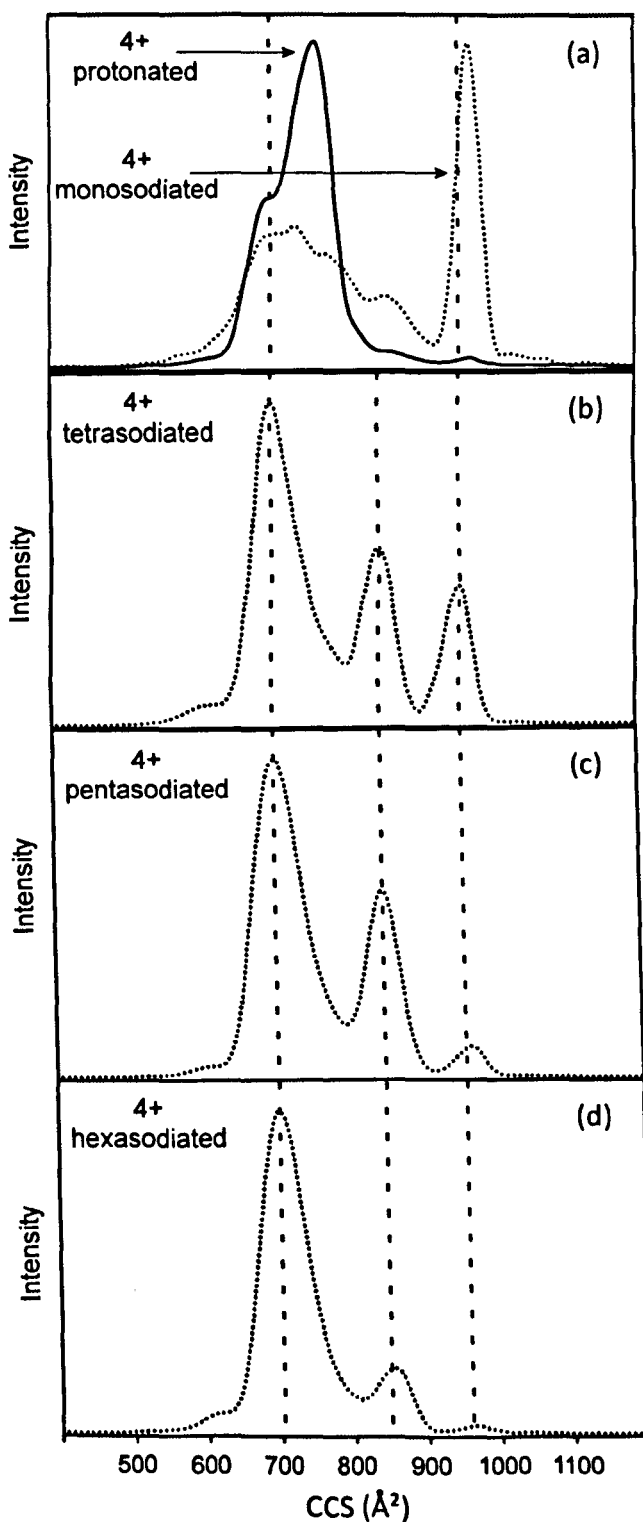 4+
protonated
(a)
4+
monosodiated
Intensity
4+
tetrasodiated
(b)
Intensity
4+
pentasodiated
(c)
Intensity
4+
hexasodiated
(d)
Intensity
500 600 700 800 900 1000 1100
CCS (Å²)